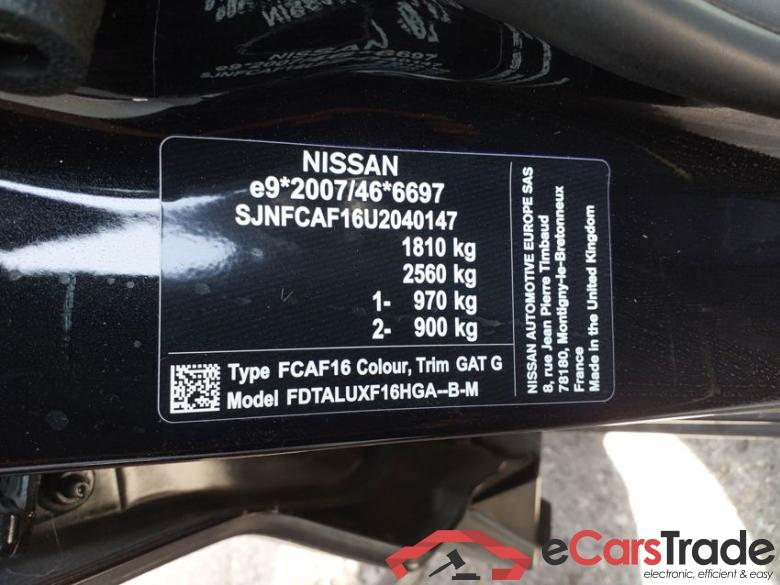 NISSAN
e9*2007/46*6697
SJNFCAF16U2040147
1810 kg
2560 kg
1- 970 kg
2- 900 kg
Type FCAF16 Colour, Trim GAT G
Model FDTALUXF16HGA--B-M
NISSAN AUTOMOTIVE EUROPE SAS
8, rue Jean Pierre Timbaud
78180, Montigny-le-Bretonneux
France
Made in the United Kingdom
NISSAN
eCarsTrade
electronic, efficient & easy